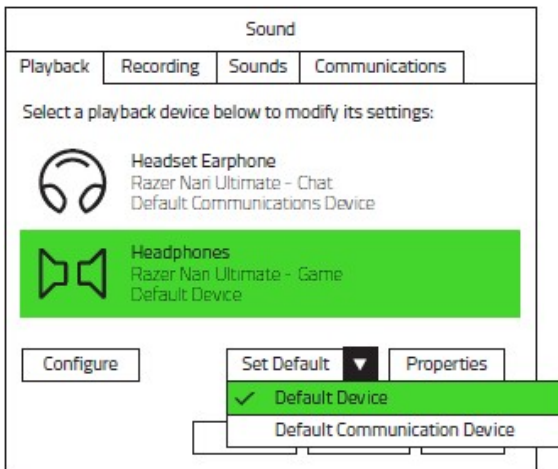 Sound
Playback Recording Sounds Communications
Select a playback device below to modify its settings:
Headset Earphone
Razer Nari Ultimate - Chat
Default Communications Device
Headphones
Razer Nari Ultimate - Game
Default Device
Configure Set Default Properties
Default Device
Default Communication Device